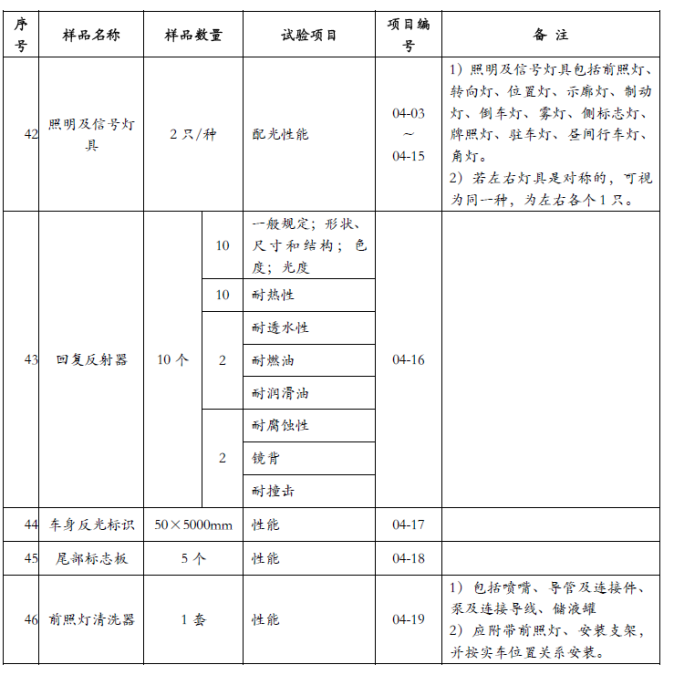 序号 样品名称 样品数量 试验项目 项目编号 备 注
42 照明及信号灯具 2 只/种 配光性能 04-03 ~ 04-15
1）照明及信号灯具包括前照灯、
转向灯、位置灯、示廓灯、制动
灯、倒车灯、雾灯、侧标志灯、
牌照灯、驻车灯、昼间行车灯、
角灯。
2）若左右灯具是对称的，可视
为同一种，为左右各个 1 只。
43 回复反射器 10 个 04-16
10 一般规定；形状、
尺寸和结构；色
度；光度
10 耐热性
2 耐透水性
耐燃油
耐润滑油
2 耐腐蚀性
镜背
耐撞击
44 车身反光标识 50×5000mm 性能 04-17
45 尾部标志板 5 个 性能 04-18
46 前照灯清洗器 1 套 性能 04-19
1）包括喷嘴、导管及连接件、
泵及连接导线、储液罐
2）应附带前照灯、安装支架，
并按实车位置关系安装。